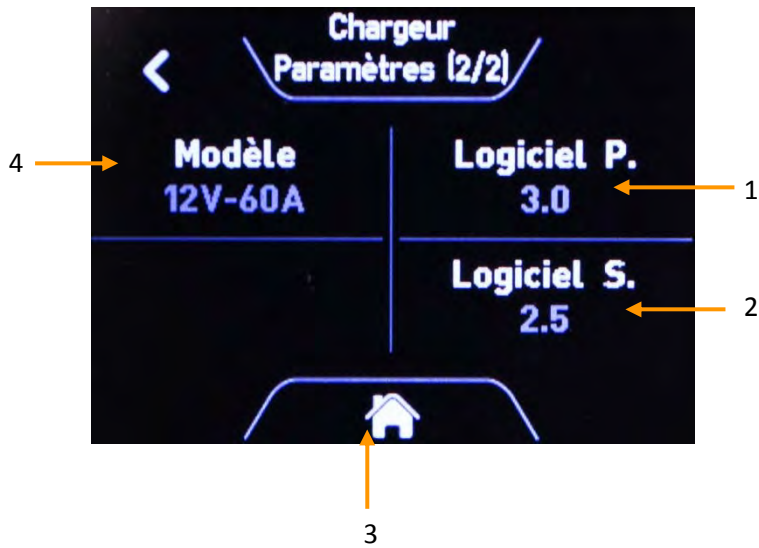 Chargeur
Paramètres (2/2)
4
Modèle
12V-60A
Logiciel P.
3.0
1
Logiciel S.
2.5
2
3